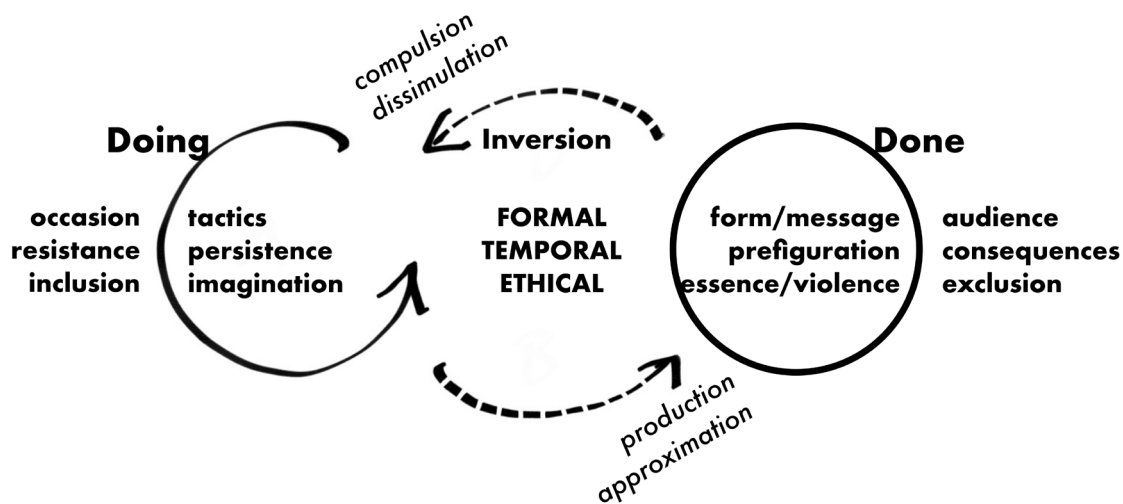 compulsion
dissimulation
Doing
Inversion
Done
occasion tactics FORMAL form/message audience
resistance persistence TEMPORAL prefiguration consequences
inclusion imagination ETHICAL essence/violence exclusion
production
approximation